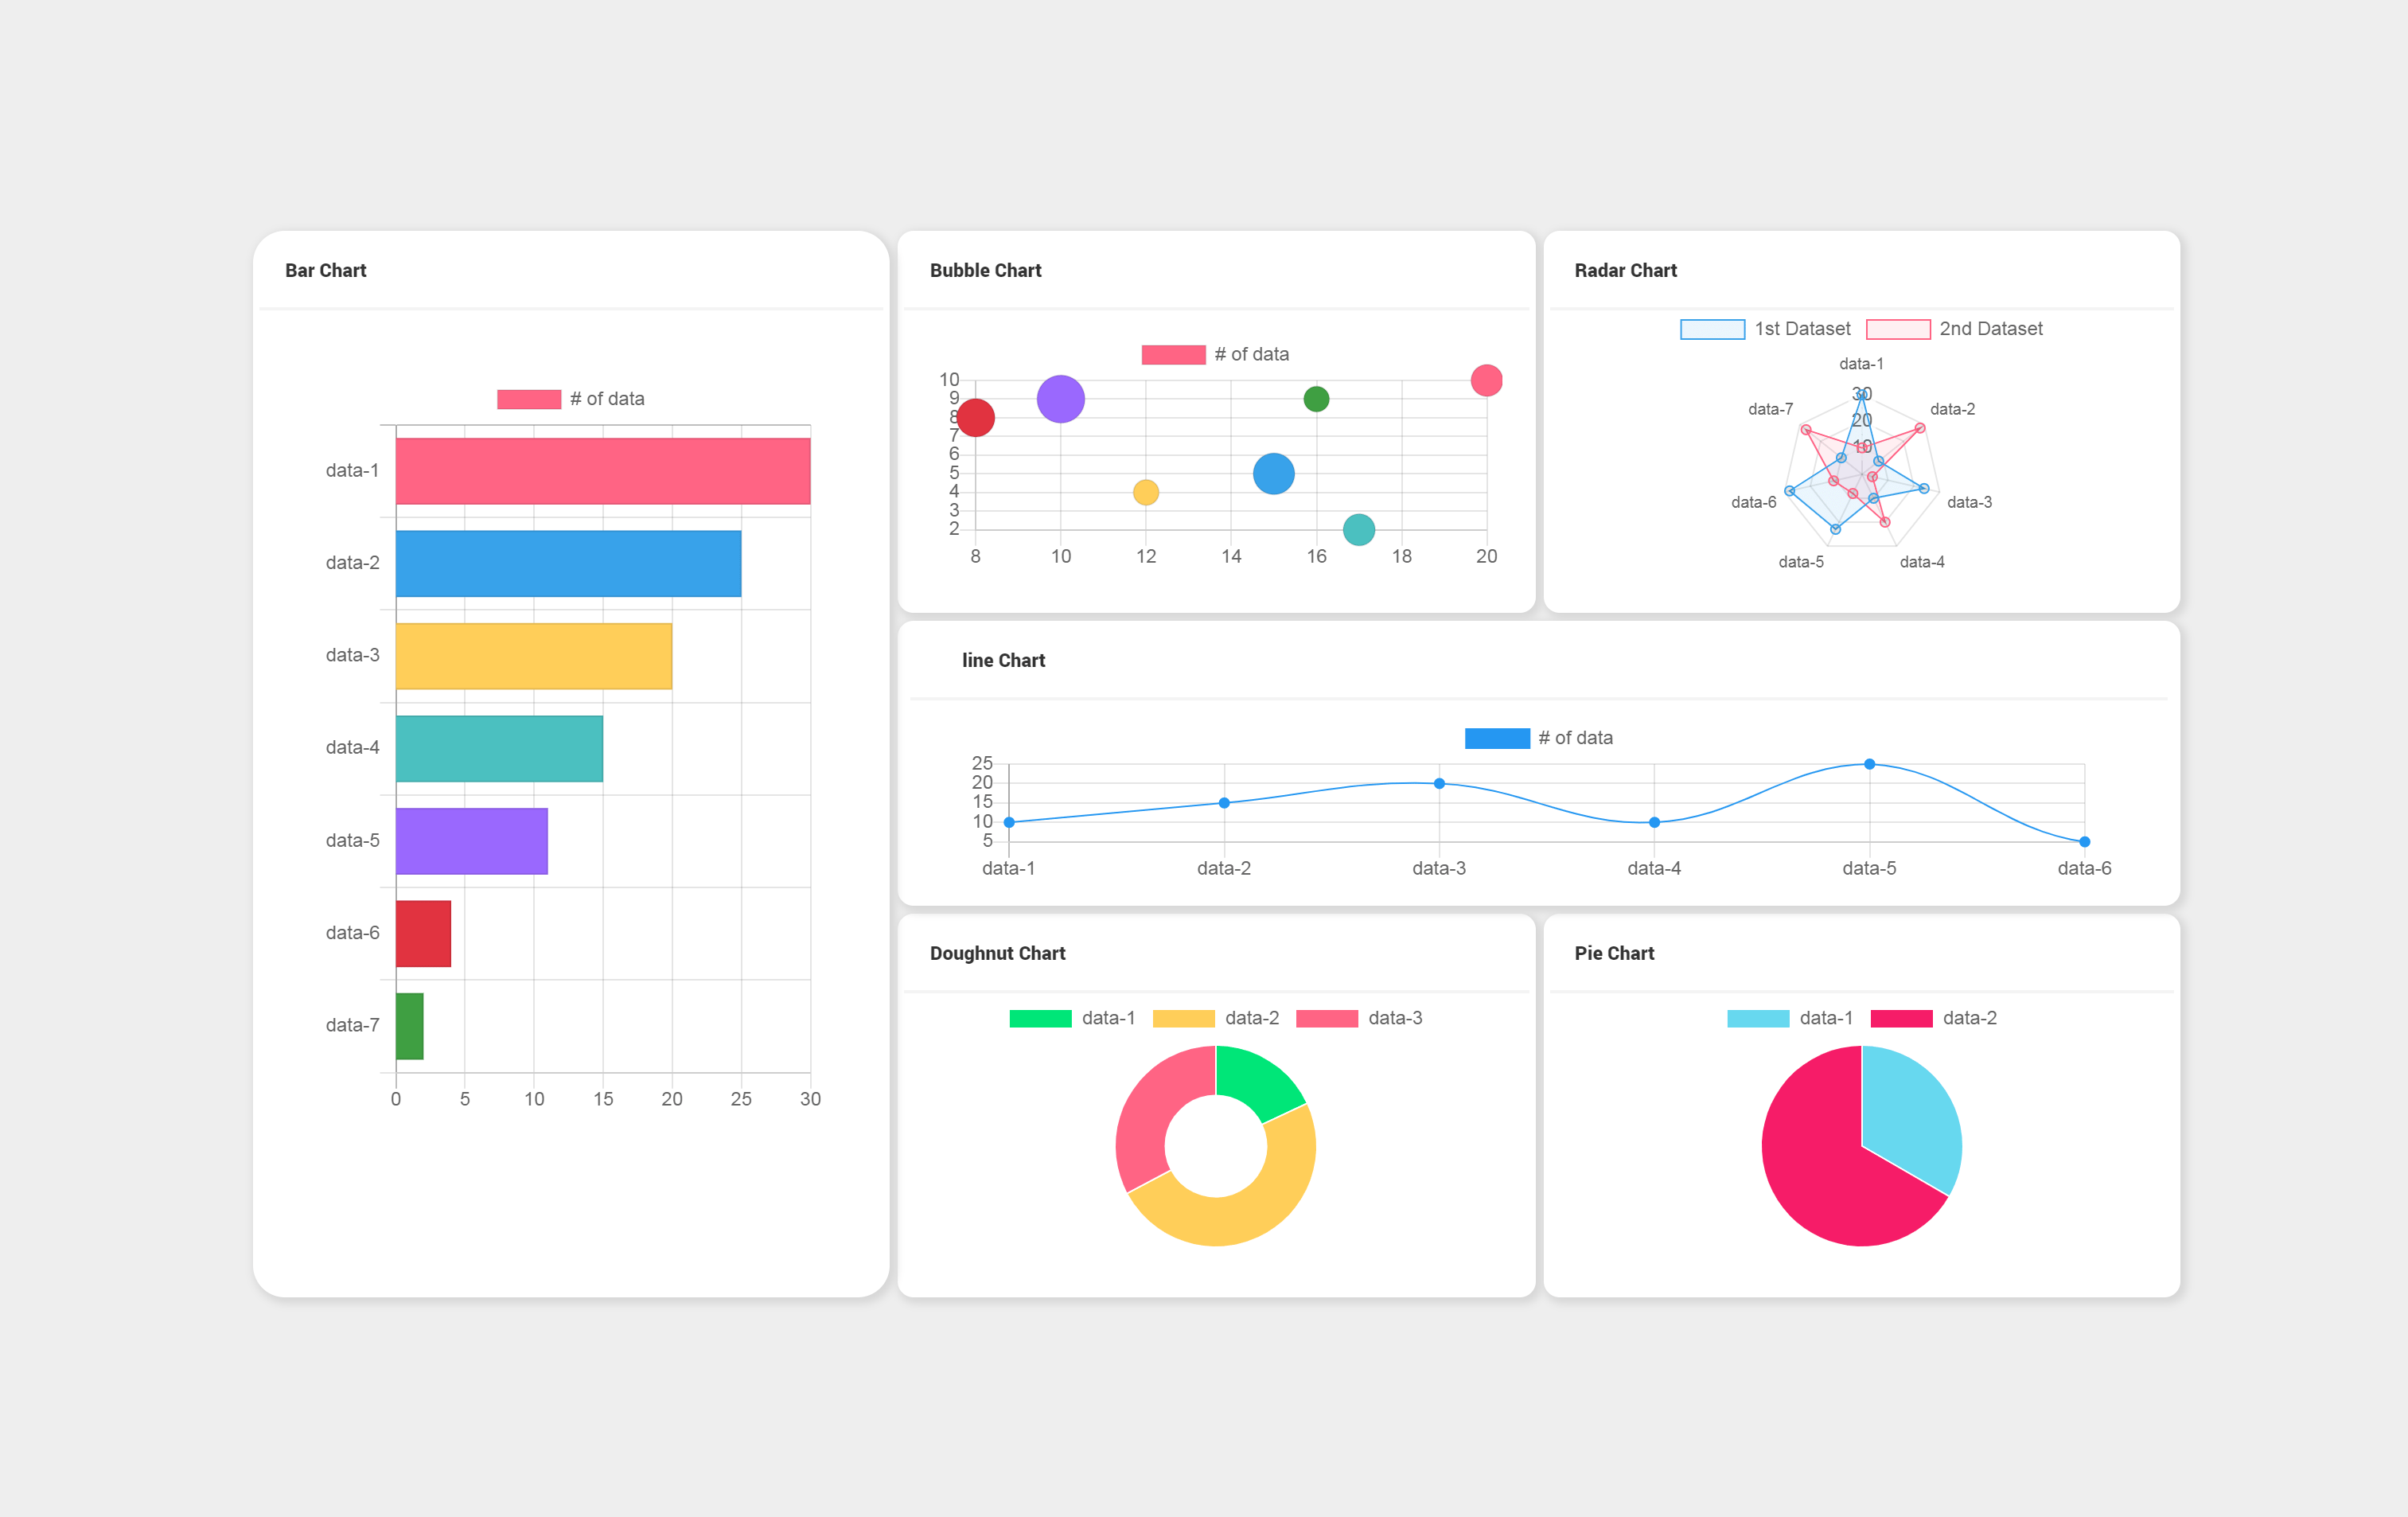 Bar Chart
# of data
data-1
data-2
data-3
data-4
data-5
data-6
data-7
0 5 10 15 20 25 30
Bubble Chart
# of data
10
9
8
7
6
5
4
3
2
8 10 12 14 16 18 20
Radar Chart
1st Dataset 2nd Dataset
data-1
30
data-7 data-2
20
10
data-6 data-3
data-5 data-4
line Chart
# of data
25
20
15
10
5
data-1 data-2 data-3 data-4 data-5 data-6
Doughnut Chart
data-1 data-2 data-3
Pie Chart
data-1 data-2